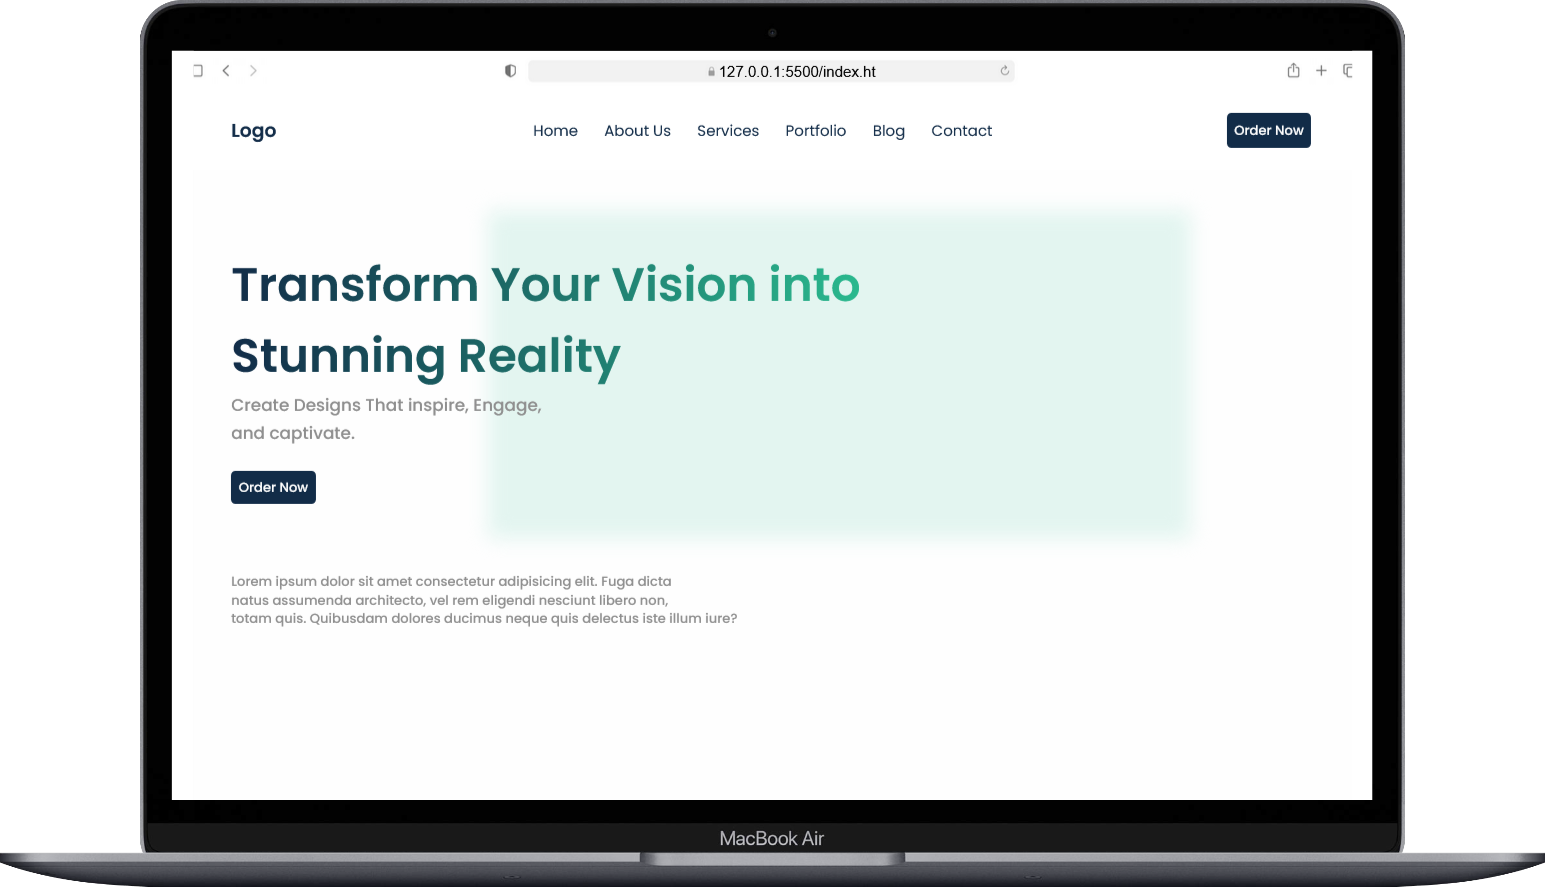 127.0.0.1:5500/index.ht
Logo
Home About Us Services Portfolio Blog Contact
Order Now
Transform Your Vision into
Stunning Reality
Create Designs That inspire, Engage,
and captivate.
Order Now
Lorem ipsum dolor sit amet consectetur adipisicing elit. Fuga dicta
natus assumenda architecto, vel rem eligendi nesciunt libero non,
totam quis. Quibusdam dolores ducimus neque quis delectus iste illum iure?
MacBook Air